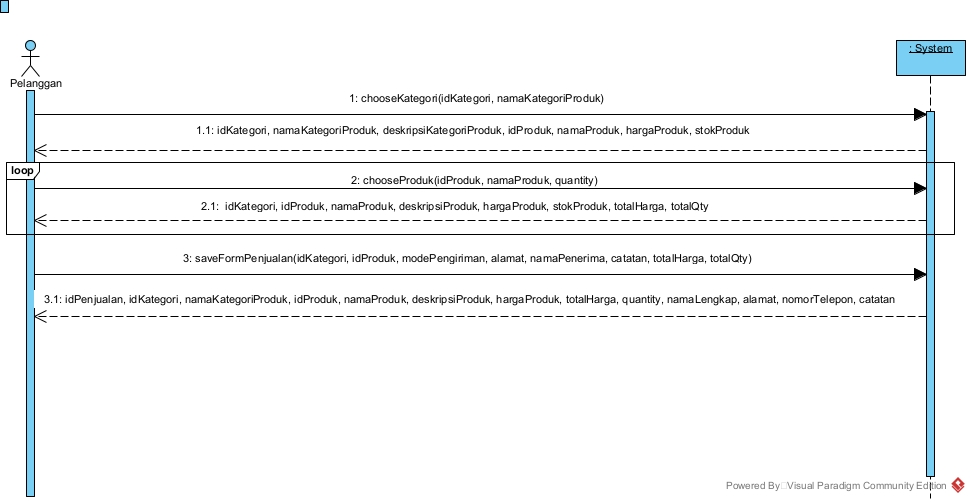 : System
Pelanggan
1: chooseKategori(idKategori, namaKategoriProduk)
1.1: idKategori, namaKategoriProduk, deskripsiKategoriProduk, idProduk, namaProduk, hargaProduk, stokProduk
loop
2: chooseProduk(idProduk, namaProduk, quantity)
2.1: idKategori, idProduk, namaProduk, deskripsiProduk, hargaProduk, stokProduk, totalHarga, totalQty
3: saveFormPenjualan(idKategori, idProduk, modePengiriman, alamat, namaPenerima, catatan, totalHarga, totalQty)
3.1: idPenjualan, idKategori, namaKategoriProduk, idProduk, namaProduk, deskripsiProduk, hargaProduk, totalHarga, quantity, namaLengkap, alamat, nomorTelepon, catatan
Powered By Visual Paradigm Community Edition